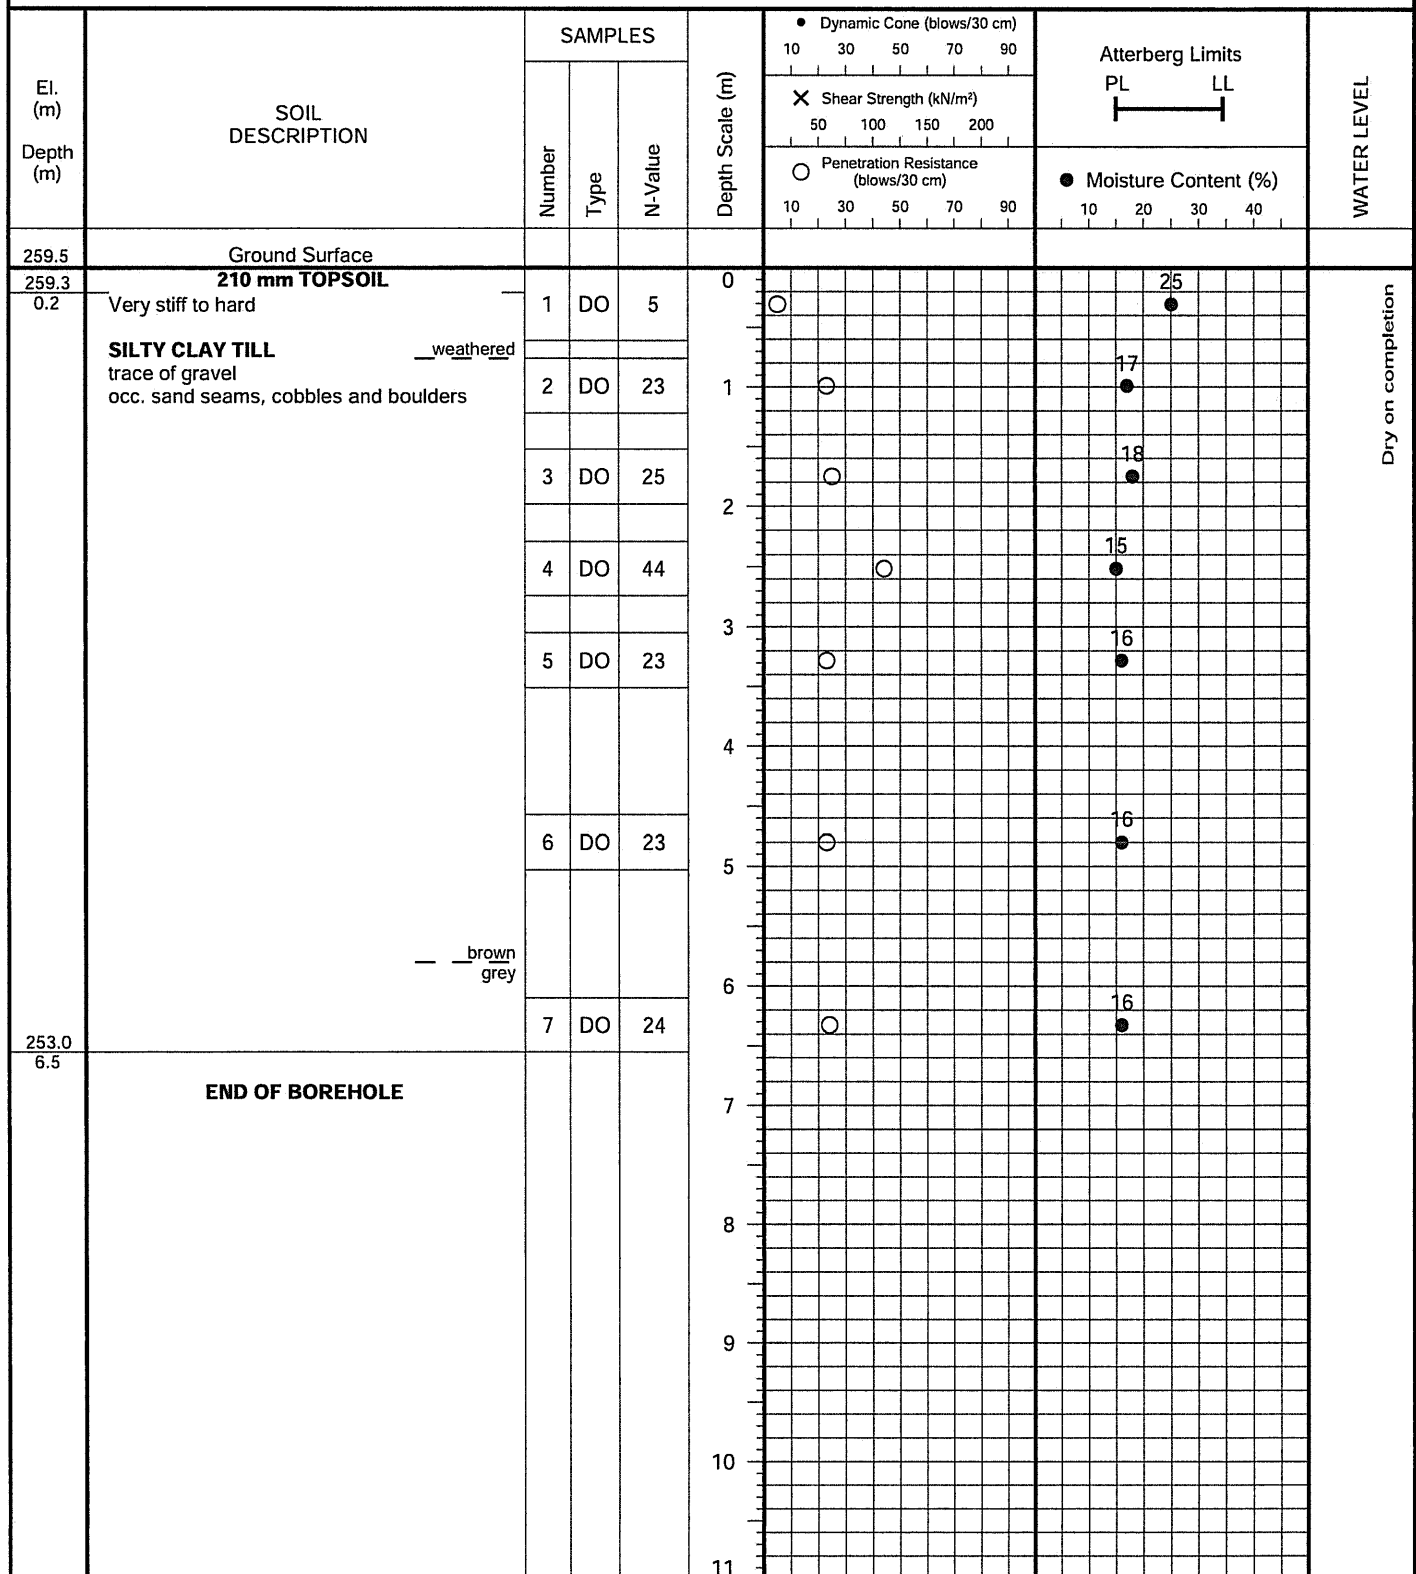 SAMPLES
El.
(m)
Depth
(m)
SOIL
DESCRIPTION
Number
Type
N-Value
Depth Scale (m)
● Dynamic Cone (blows/30 cm)
10 30 50 70 90
✕ Shear Strength (kN/m²)
50 100 150 200
○ Penetration Resistance
(blows/30 cm)
10 30 50 70 90
Atterberg Limits
PL LL
● Moisture Content (%)
10 20 30 40
WATER LEVEL
259.5 Ground Surface
259.3 210 mm TOPSOIL 0
0.2 Very stiff to hard 1 DO 5 25
SILTY CLAY TILL weathered
trace of gravel 17
occ. sand seams, cobbles and boulders 2 DO 23 1
Dry on completion
18
3 DO 25
2
15
4 DO 44
3
16
5 DO 23
4
16
6 DO 23
5
brown
grey
6
16
7 DO 24
253.0
6.5
END OF BOREHOLE
7
8
9
10
11